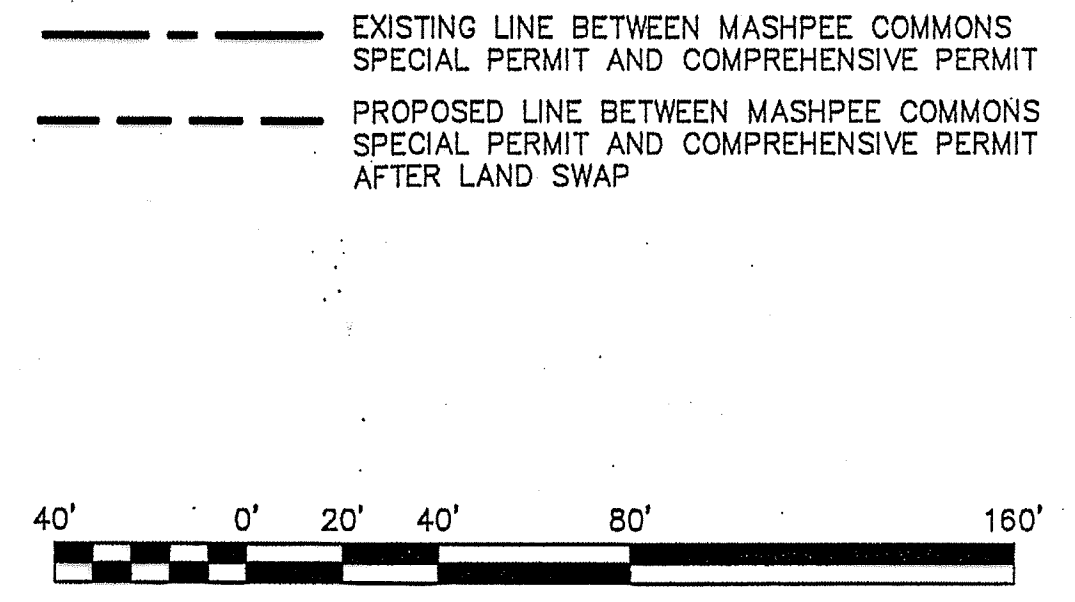 EXISTING LINE BETWEEN MASHPEE COMMONS
SPECIAL PERMIT AND COMPREHENSIVE PERMIT
PROPOSED LINE BETWEEN MASHPEE COMMONS
SPECIAL PERMIT AND COMPREHENSIVE PERMIT
AFTER LAND SWAP
40' 0' 20' 40' 80' 160'